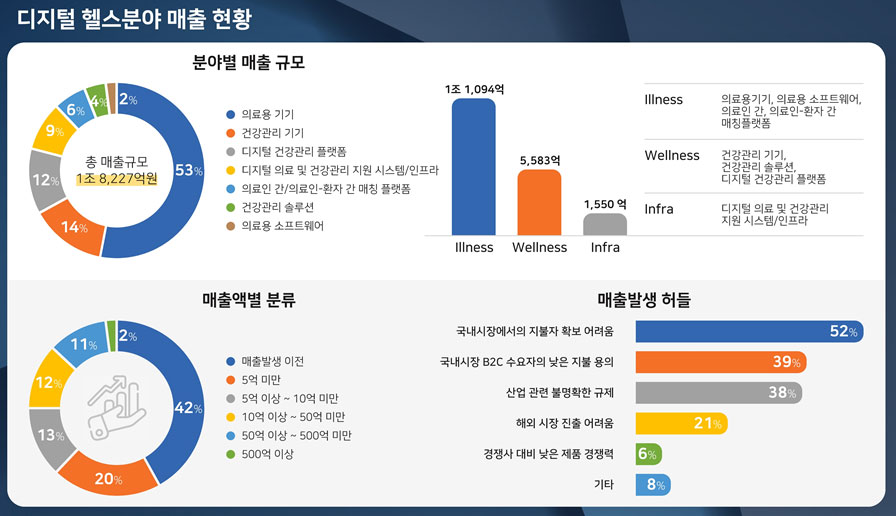 디지털 헬스분야 매출 현황
분야별 매출 규모
2%
4%
6%
9%
12%
14%
53%
총 매출규모
1조 8,227억원
의료용 기기
건강관리 기기
디지털 건강관리 플랫폼
디지털 의료 및 건강관리 지원 시스템/인프라
의료인 간/의료인-환자 간 매칭 플랫폼
건강관리 솔루션
의료용 소프트웨어
1조 1,094억
5,583억
1,550 억
Illness
Wellness
Infra
Illness
의료용기기, 의료용 소프트웨어,
의료인 간, 의료인-환자 간
매칭플랫폼
Wellness
건강관리 기기,
건강관리 솔루션,
디지털 건강관리 플랫폼
Infra
디지털 의료 및 건강관리
지원 시스템/인프라
매출액별 분류
2%
11%
12%
13%
20%
42%
매출발생 이전
5억 미만
5억 이상 ~ 10억 미만
10억 이상 ~ 50억 미만
50억 이상 ~ 500억 미만
500억 이상
매출발생 허들
국내시장에서의 지불자 확보 어려움
52%
국내시장 B2C 수요자의 낮은 지불 용의
39%
산업 관련 불명확한 규제
38%
해외 시장 진출 어려움
21%
경쟁사 대비 낮은 제품 경쟁력
6%
기타
8%